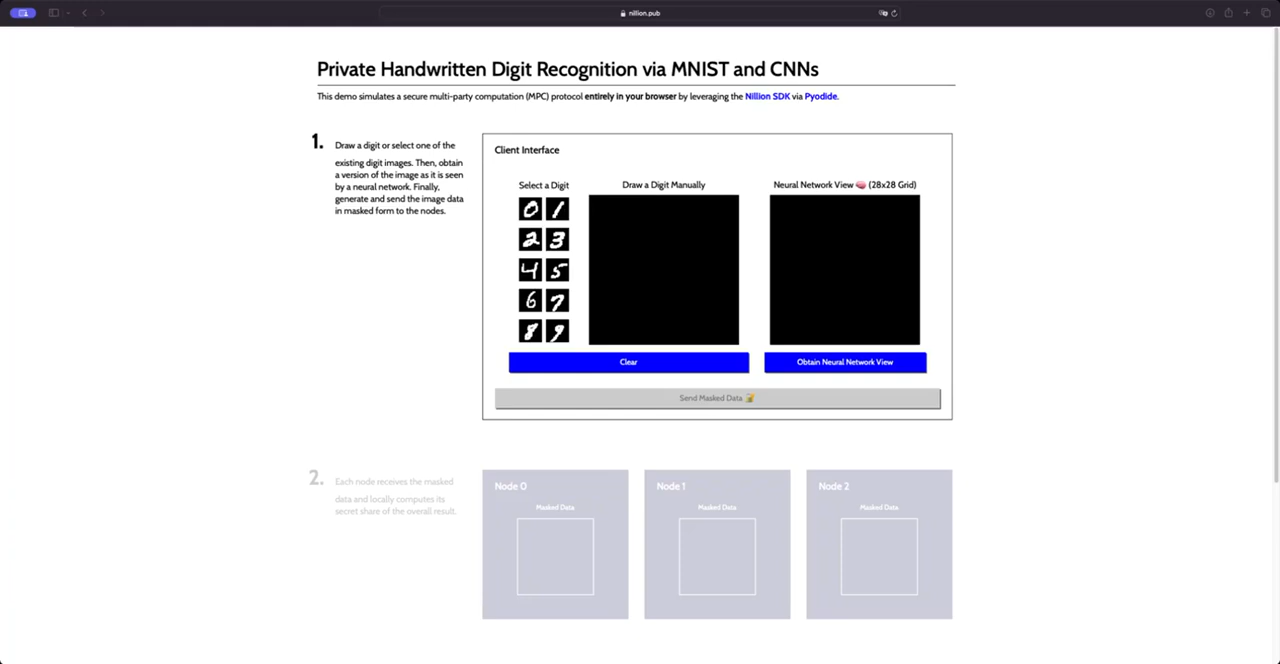 nillion.pub
Private Handwritten Digit Recognition via MNIST and CNNs
This demo simulates a secure multi-party computation (MPC) protocol entirely in your browser by leveraging the Nillion SDK via Pyodide.
1.
Draw a digit or select one of the
existing digit images. Then, obtain
a version of the image as it is seen
by a neural network. Finally,
generate and send the image data
in masked form to the nodes.
Client Interface
Select a Digit
Draw a Digit Manually
Neural Network View 🧠 (28x28 Grid)
0 1
2 3
4 5
6 7
8 9
Clear
Obtain Neural Network View
Send Masked Data 🔐
2.
Each node receives the masked
data and locally computes its
secret share of the overall result.
Node 0
Masked Data
Node 1
Masked Data
Node 2
Masked Data